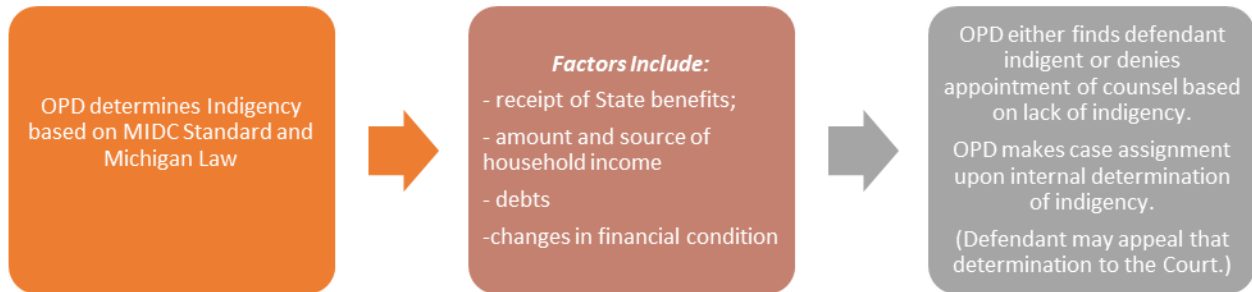 OPD determines Indigency
based on MIDC Standard and
Michigan Law
Factors Include:
- receipt of State benefits;
- amount and source of
household income
- debts
-changes in financial condition
OPD either finds defendant
indigent or denies
appointment of counsel based
on lack of indigency.
OPD makes case assignment
upon internal determination
of indigency.
(Defendant may appeal that
determination to the Court.)